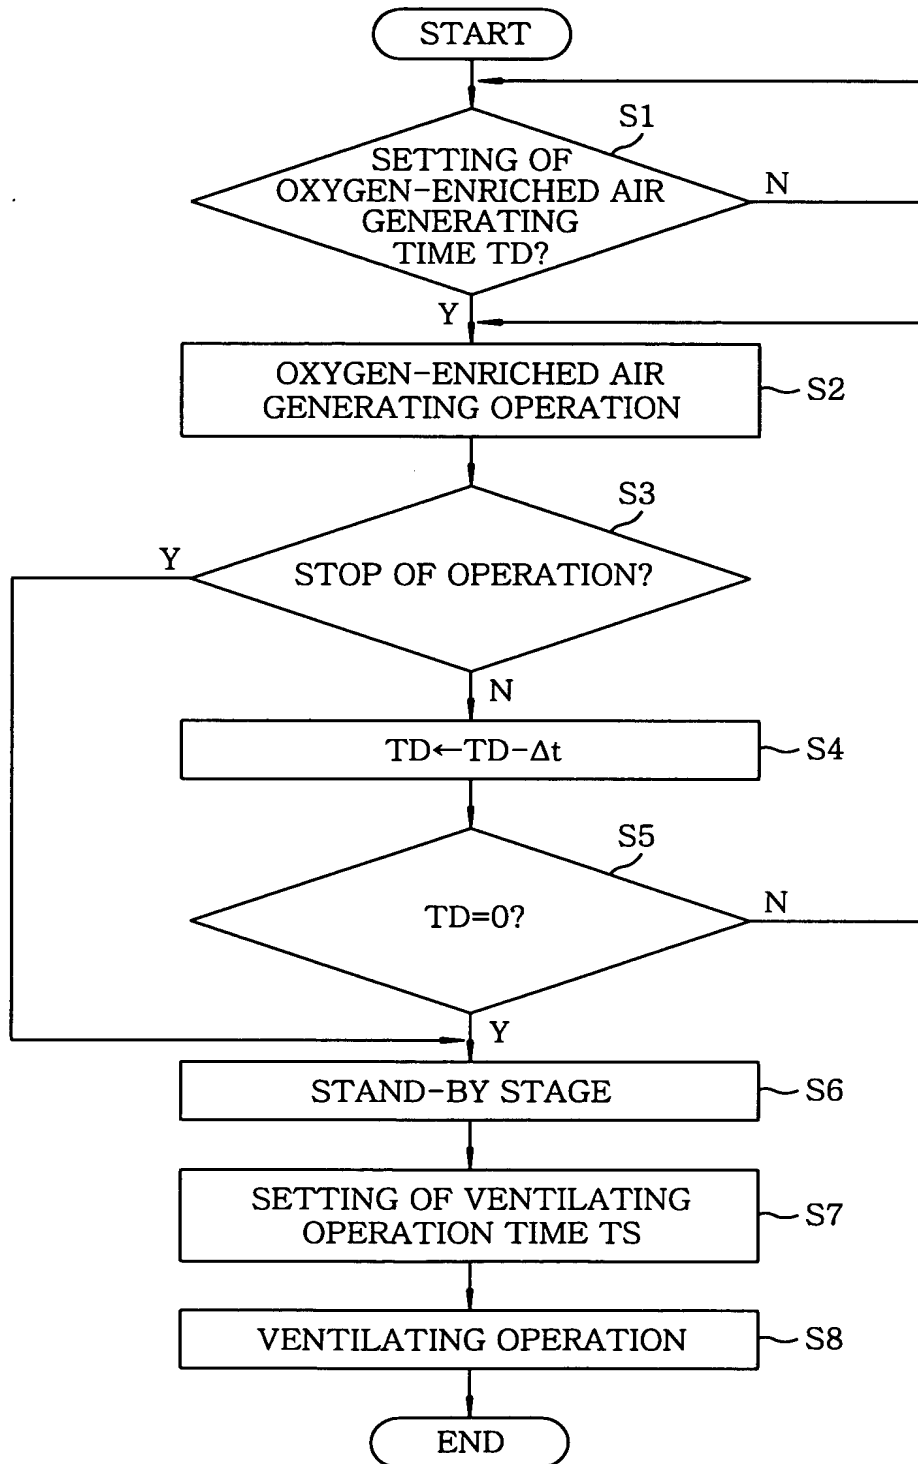 START
S1
SETTING OF
OXYGEN-ENRICHED AIR
GENERATING
TIME TD?
N
Y
OXYGEN-ENRICHED AIR
GENERATING OPERATION
S2
S3
Y
STOP OF OPERATION?
N
TD←TD-Δt
S4
S5
TD=0?
N
Y
STAND-BY STAGE
S6
SETTING OF VENTILATING
OPERATION TIME TS
S7
VENTILATING OPERATION
S8
END